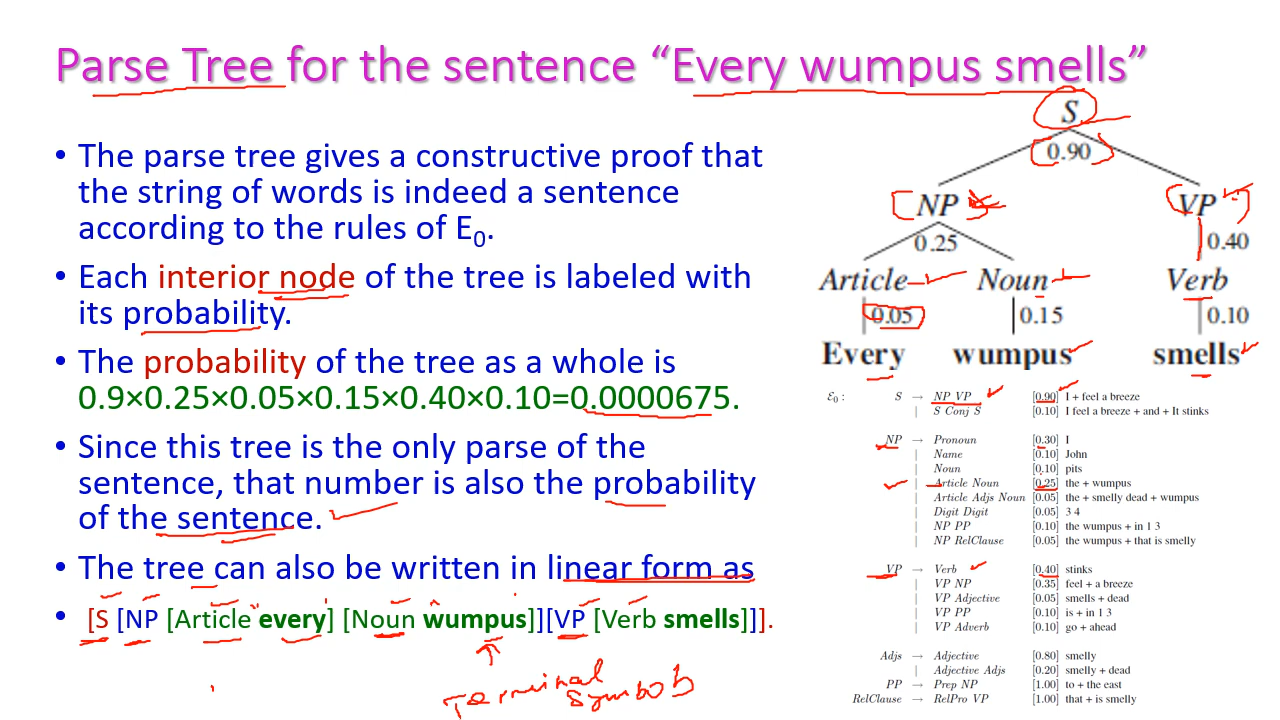 Parse Tree for the sentence “Every wumpus smells”
• The parse tree gives a constructive proof that
the string of words is indeed a sentence
according to the rules of E0.
• Each interior node of the tree is labeled with
its probability.
• The probability of the tree as a whole is
0.9×0.25×0.05×0.15×0.40×0.10=0.0000675.
• Since this tree is the only parse of the
sentence, that number is also the probability
of the sentence.
• The tree can also be written in linear form as
• [S [NP [Article every] [Noun wumpus]][VP [Verb smells]]].
Terminal
Symbols
S
0.90
NP VP
0.25 0.40
Article Noun Verb
0.05 0.15 0.10
Every wumpus smells
ℰ0 : S → NP VP [0.90] I + feel a breeze
| S Conj S [0.10] I feel a breeze + and + It stinks
NP → Pronoun [0.30] I
| Name [0.10] John
| Noun [0.10] pits
| Article Noun [0.25] the + wumpus
| Article Adjs Noun [0.05] the + smelly dead + wumpus
| Digit Digit [0.05] 3 4
| NP PP [0.10] the wumpus + in 1 3
| NP RelClause [0.05] the wumpus + that is smelly
VP → Verb [0.40] stinks
| VP NP [0.35] feel + a breeze
| VP Adjective [0.05] smells + dead
| VP PP [0.10] is + in 1 3
| VP Adverb [0.10] go + ahead
Adjs → Adjective [0.80] smelly
| Adjective Adjs [0.20] smelly + dead
PP → Prep NP [1.00] to + the east
RelClause → RelPro VP [1.00] that + is smelly